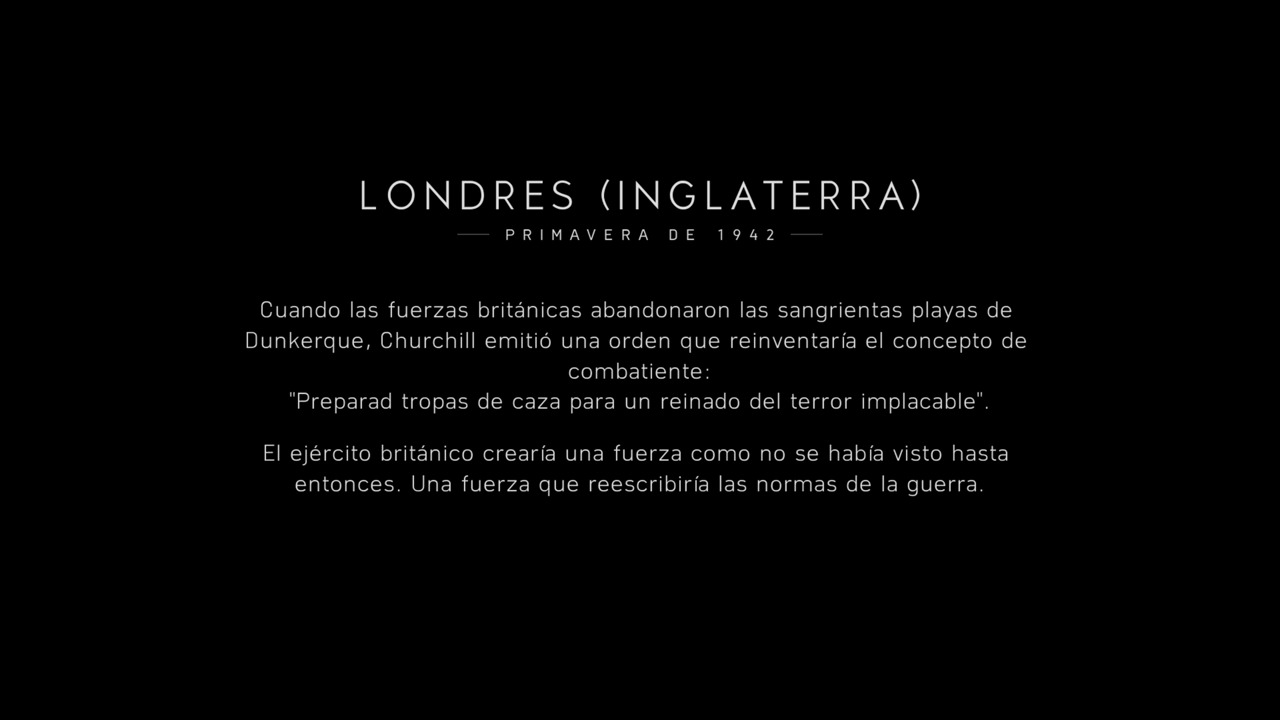 LONDRES (INGLATERRA)
PRIMAVERA DE 1942
Cuando las fuerzas británicas abandonaron las sangrientas playas de
Dunkerque, Churchill emitió una orden que reinventaría el concepto de
combatiente:
"Preparad tropas de caza para un reinado del terror implacable".
El ejército británico crearía una fuerza como no se había visto hasta
entonces. Una fuerza que reescribiría las normas de la guerra.